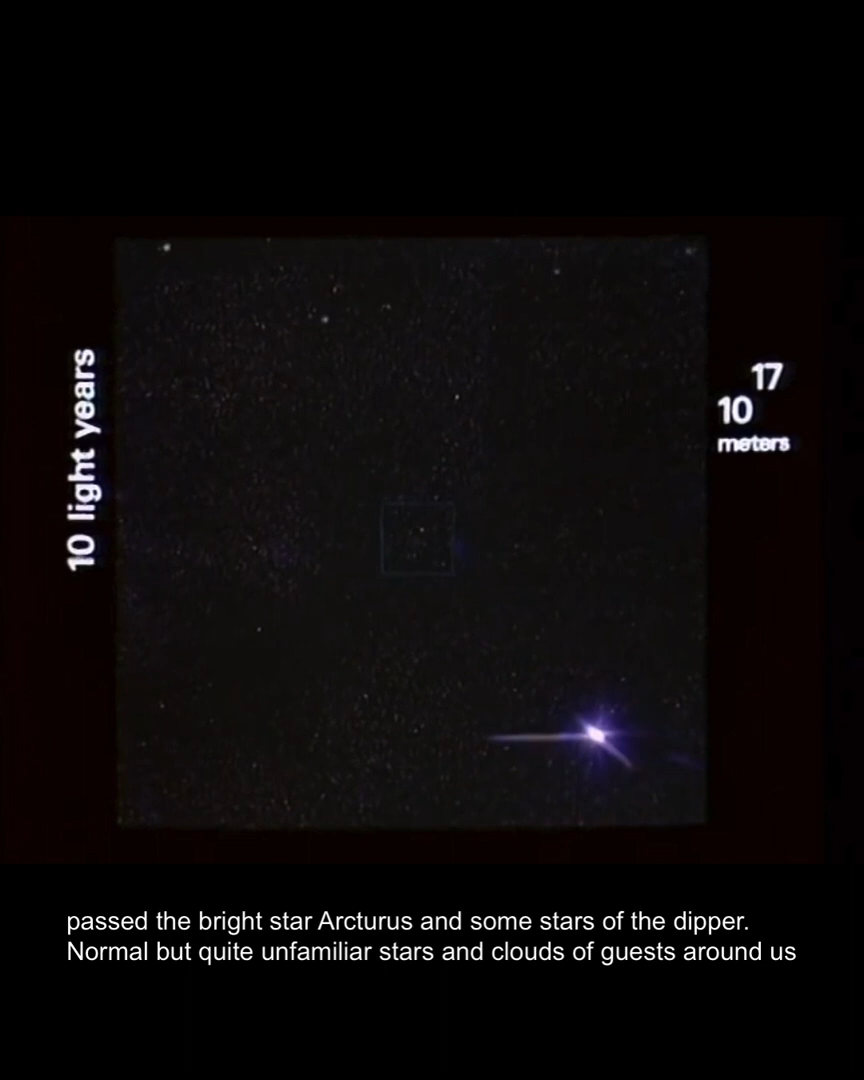 10 light years
17
10
meters
passed the bright star Arcturus and some stars of the dipper.
Normal but quite unfamiliar stars and clouds of guests around us